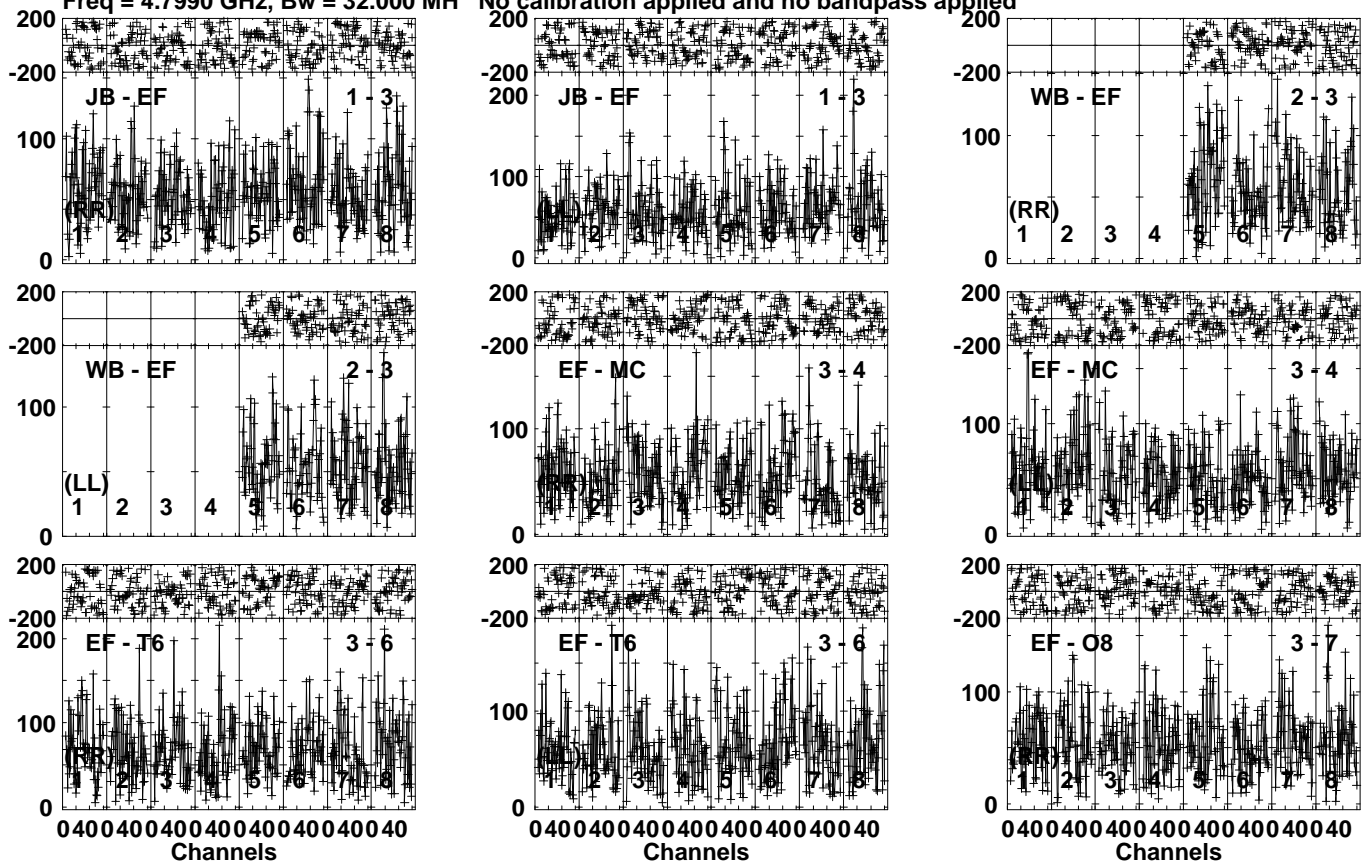 Freq = 4.7990 GHz, Bw = 32.000 MH   No calibration applied and no bandpass applied
200 200 200
-200 -200 -200
JB - EF 1 - 3 200 JB - EF 1 - 3 WB - EF 2 - 3
100 100 100
(RR) (LL) (RR)
1 2 3 4 5 6 7 8 1 2 3 4 5 6 7 8 1 2 3 4 5 6 7 8
0 0 0
200 200 200
-200 -200 -200
WB - EF 2 - 3 EF - MC 3 - 4 EF - MC 3 - 4
100 100 100
(LL) (RR) (LL)
1 2 3 4 5 6 7 8 1 2 3 4 5 6 7 8 1 2 3 4 5 6 7 8
0 0 0
200 200 200
-200 -200 -200
200 EF - T6 3 - 6 EF - T6 3 - 6 EF - O8 3 - 7
100 100 100
(RR) (LL) (RR)
1 2 3 4 5 6 7 8 1 2 3 4 5 6 7 8 1 2 3 4 5 6 7 8
0 0 0
0 40 0 40 0 40 0 40 0 40 0 40 0 40 0 40 0 40 0 40 0 40 0 40 0 40 0 40 0 40 0 40 0 40 0 40 0 40 0 40 0 40 0 40 0 40 0 40
Channels Channels Channels